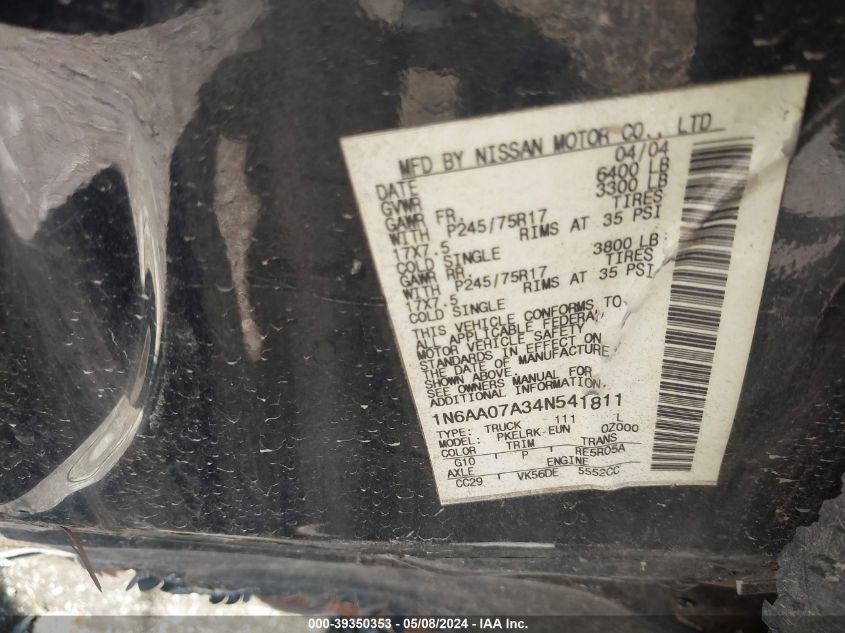 MFD BY NISSAN MOTOR CO., LTD
DATE 04/04
GVWR 6400 LB
GAWR FR. 3300 LB
WITH P245/75R17 TIRES
17X7.5 RIMS AT 35 PSI
COLD SINGLE
GAWR RR. 3800 LB
WITH P245/75R17 TIRES
17X7.5 RIMS AT 35 PSI
COLD SINGLE
THIS VEHICLE CONFORMS TO
ALL APPLICABLE FEDERAL
MOTOR VEHICLE SAFETY
STANDARDS IN EFFECT ON
THE DATE OF MANUFACTURE
SHOWN ABOVE.
SEE OWNERS MANUAL FOR
ADDITIONAL INFORMATION.
1N6AA07A34N541811
TYPE: TRUCK 111 L
MODEL: PKELRK-EUN 0Z000
COLOR TRIM TRANS
G10 P RE5R05A
AXLE ENGINE
CC29 VK56DE 5552CC
000-39350353 - 05/08/2024 - IAA Inc.